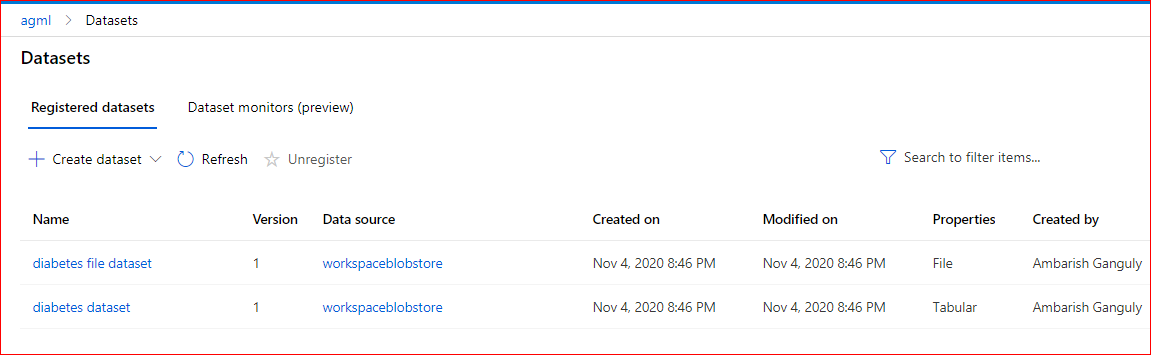 agml > Datasets
Datasets
Registered datasets Dataset monitors (preview)
Create dataset Refresh Unregister Search to filter items...
Name Version Data source Created on Modified on Properties Created by
diabetes file dataset 1 workspaceblobstore Nov 4, 2020 8:46 PM Nov 4, 2020 8:46 PM File Ambarish Ganguly
diabetes dataset 1 workspaceblobstore Nov 4, 2020 8:46 PM Nov 4, 2020 8:46 PM Tabular Ambarish Ganguly